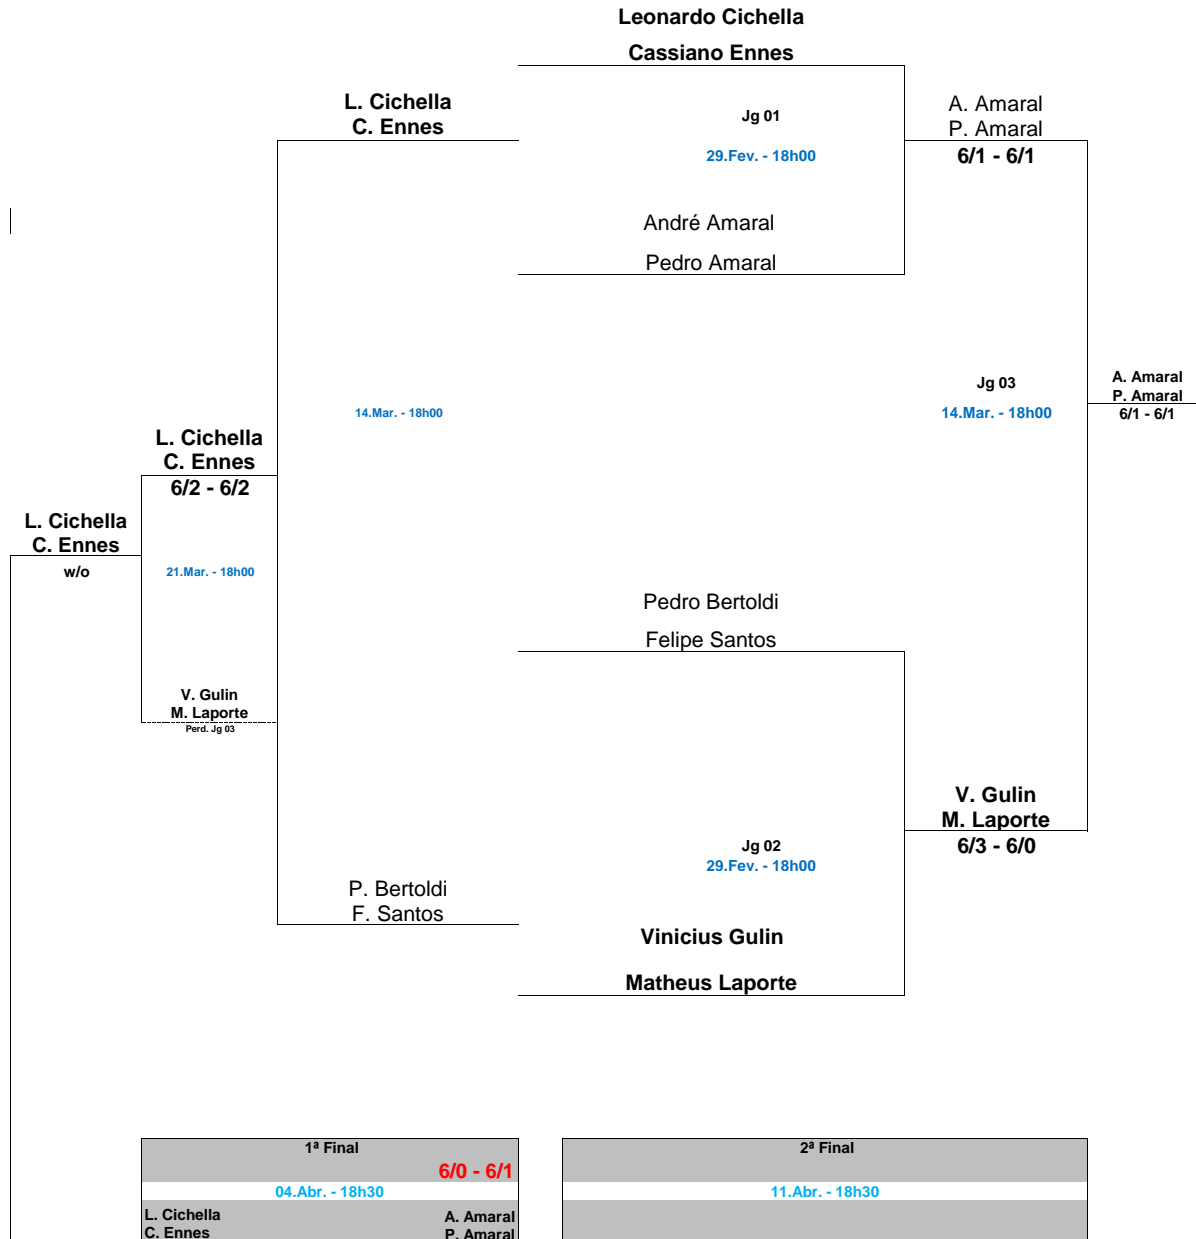 Leonardo Cichella
Cassiano Ennes
L. Cichella
C. Ennes
Jg 01
29.Fev. - 18h00
A. Amaral
P. Amaral
6/1 - 6/1
André Amaral
Pedro Amaral
14.Mar. - 18h00
Jg 03
14.Mar. - 18h00
A. Amaral
P. Amaral
6/1 - 6/1
L. Cichella
C. Ennes
6/2 - 6/2
L. Cichella
C. Ennes
w/o
21.Mar. - 18h00
Pedro Bertoldi
Felipe Santos
V. Gulin
M. Laporte
Perd. Jg 03
V. Gulin
M. Laporte
6/3 - 6/0
Jg 02
29.Fev. - 18h00
P. Bertoldi
F. Santos
Vinicius Gulin
Matheus Laporte
1ª Final
6/0 - 6/1
04.Abr. - 18h30
L. Cichella
C. Ennes
A. Amaral
P. Amaral
2ª Final
11.Abr. - 18h30